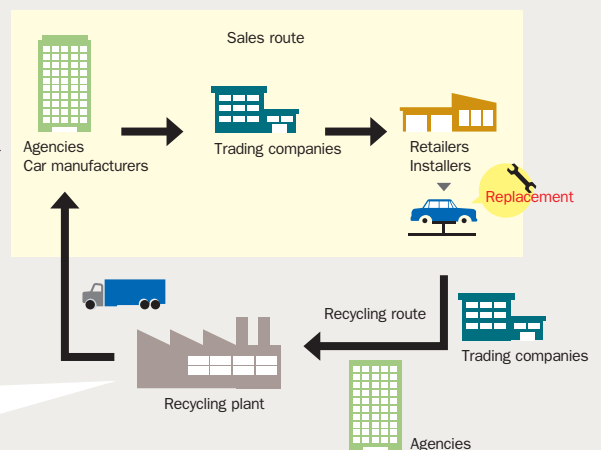 Sales route
Agencies
Car manufacturers
Trading companies
Retailers
Installers
Replacement
Recycling route
Trading companies
Recycling plant
Agencies